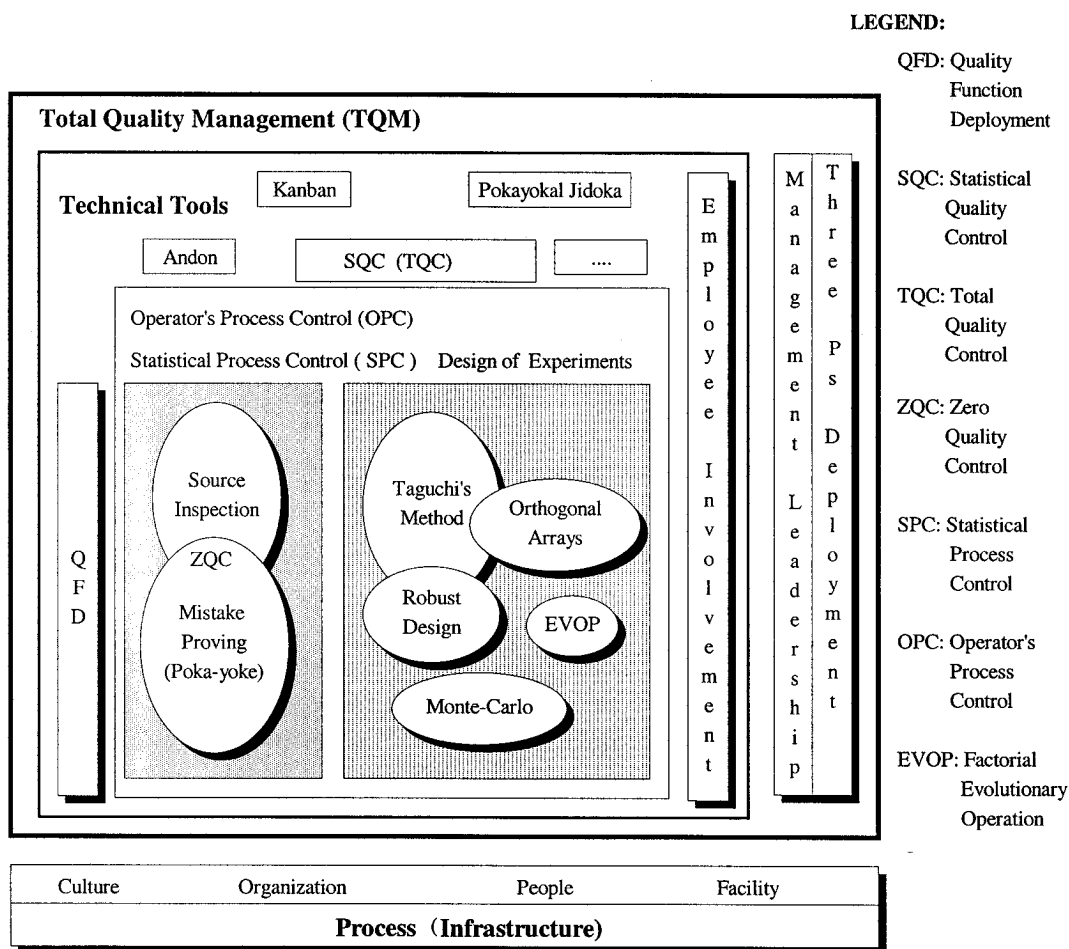 LEGEND:
QFD: Quality
Function
Deployment
SQC: Statistical
Quality
Control
TQC: Total
Quality
Control
ZQC: Zero
Quality
Control
SPC: Statistical
Process
Control
OPC: Operator's
Process
Control
EVOP: Factorial
Evolutionary
Operation
Total Quality Management (TQM)
Technical Tools
Kanban
Pokayokal Jidoka
Andon
SQC (TQC)
....
Operator's Process Control (OPC)
Statistical Process Control ( SPC )
Design of Experiments
QFD
Source
Inspection
ZQC
Mistake
Proving
(Poka-yoke)
Taguchi's
Method
Orthogonal
Arrays
Robust
Design
EVOP
Monte-Carlo
Employee Involvement
Management Leadership
Three Ps Deployment
Culture
Organization
People
Facility
Process (Infrastructure)